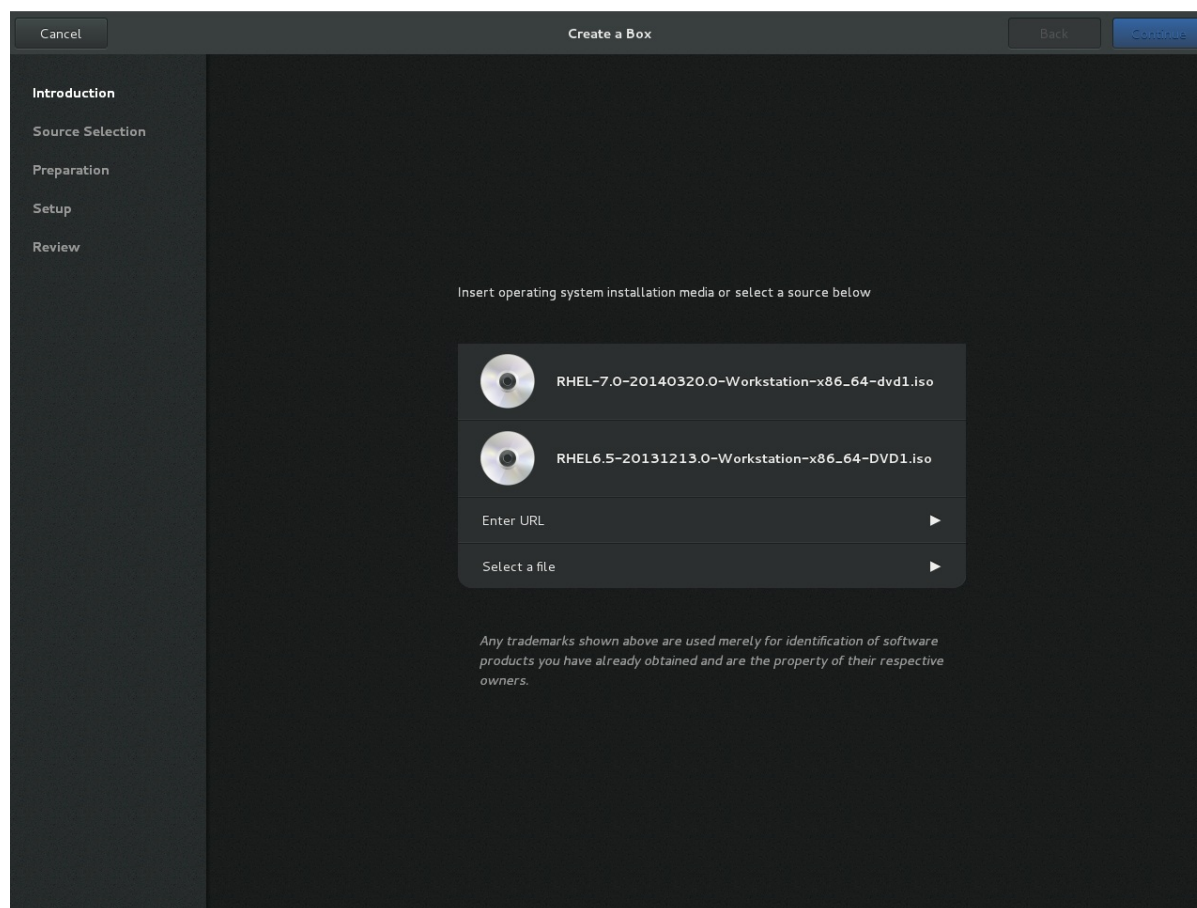 Cancel
Create a Box
Back
Continue
Introduction
Source Selection
Preparation
Setup
Review
Insert operating system installation media or select a source below
RHEL-7.0-20140320.0-Workstation-x86_64-dvd1.iso
RHEL6.5-20131213.0-Workstation-x86_64-DVD1.iso
Enter URL
Select a file
Any trademarks shown above are used merely for identification of software
products you have already obtained and are the property of their respective
owners.